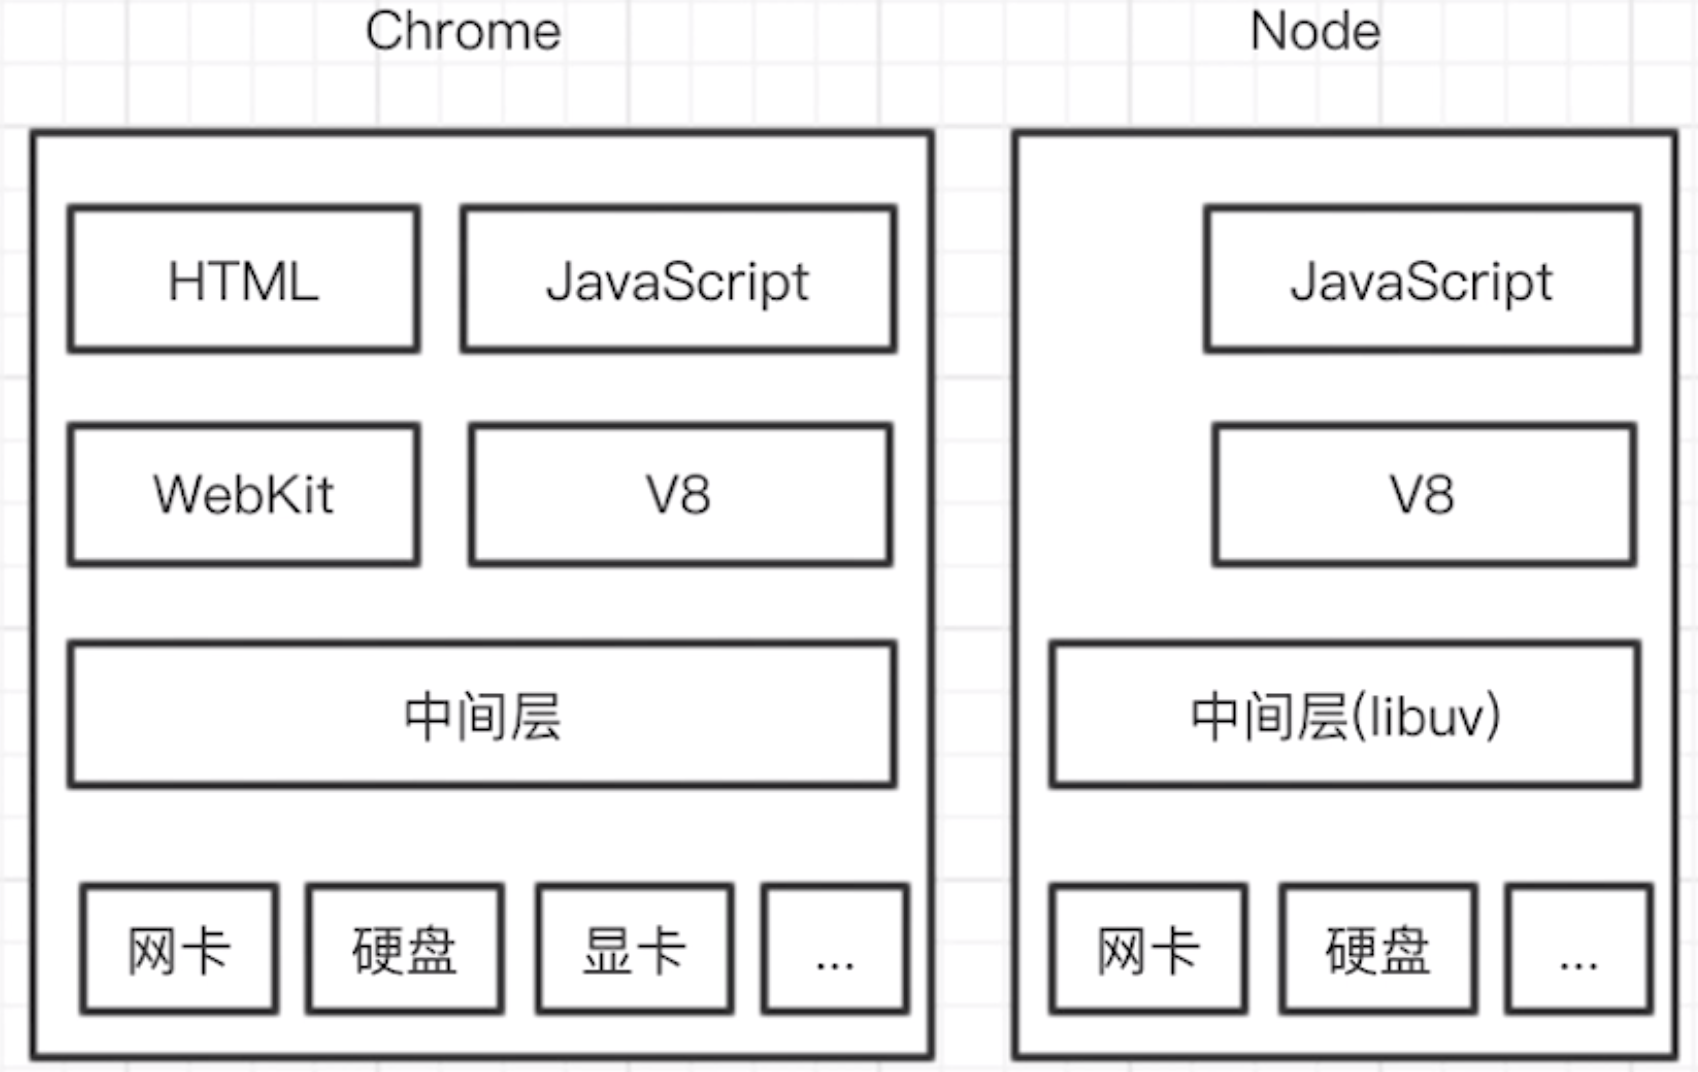 Chrome
HTML
JavaScript
WebKit
V8
中间层
网卡
硬盘
显卡
...
Node
JavaScript
V8
中间层(libuv)
网卡
硬盘
...